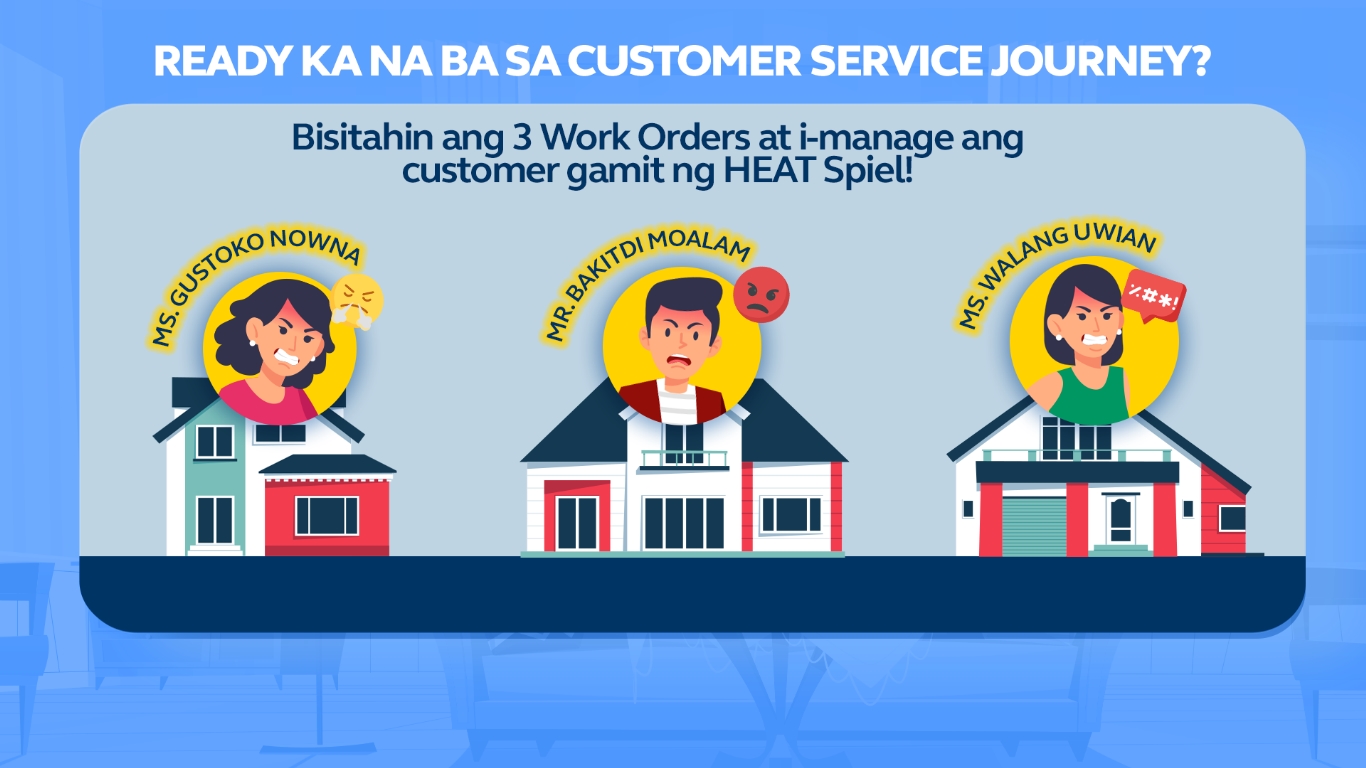 READY KA NA BA SA CUSTOMER SERVICE JOURNEY?
Bisitahin ang 3 Work Orders at i-manage ang
customer gamit ng HEAT Spiel!
MS. GUSTOKO NOWNA
MR. BAKITDI MOALAM
MS. WALANG UWIAN
%#*!